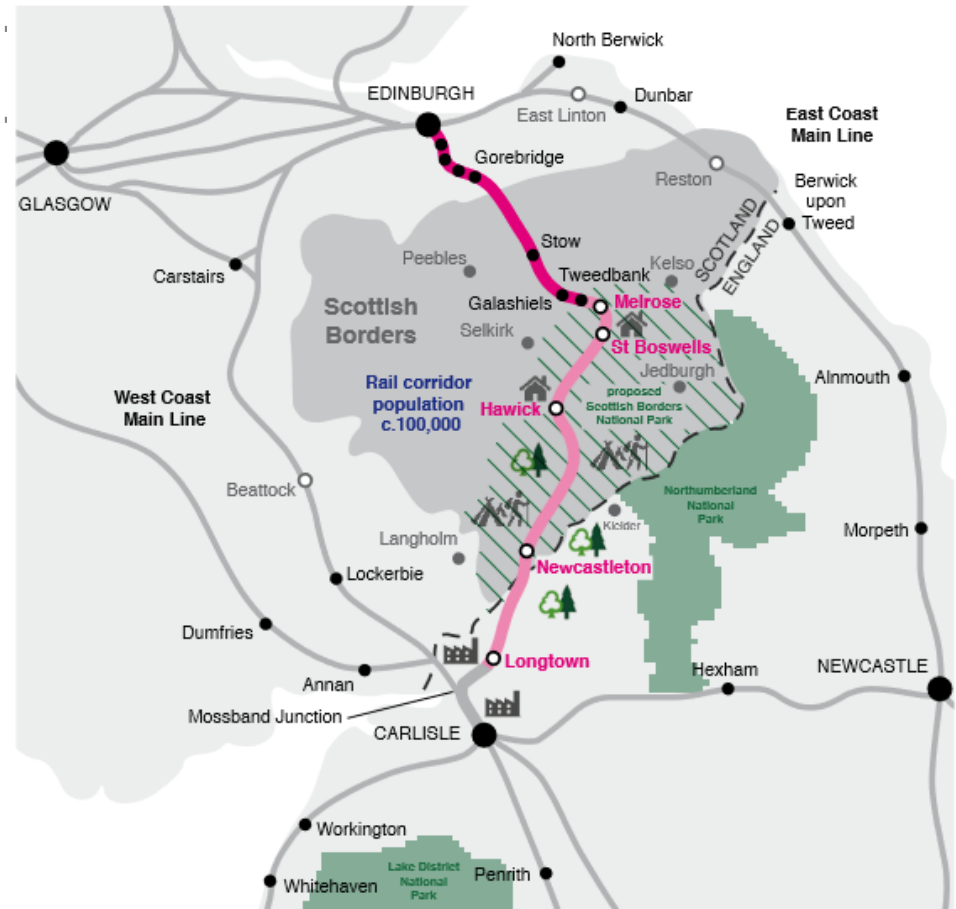 North Berwick
EDINBURGH
East Linton
Dunbar
East Coast
Main Line
Gorebridge
GLASGOW
Reston
Berwick
upon
Tweed
SCOTLAND
ENGLAND
Stow
Carstairs
Peebles
Kelso
Tweedbank
Galashiels
Melrose
Scottish
Borders
Selkirk
St Boswells
Jedburgh
Alnmouth
Rail corridor
population
c.100,000
proposed
Scottish Borders
National Park
West Coast
Main Line
Hawick
Beattock
Northumberland
National
Park
Kielder
Morpeth
Langholm
Newcastleton
Lockerbie
Dumfries
Longtown
Annan
Hexham
NEWCASTLE
Mossband Junction
CARLISLE
Workington
Whitehaven
Lake District
National
Park
Penrith